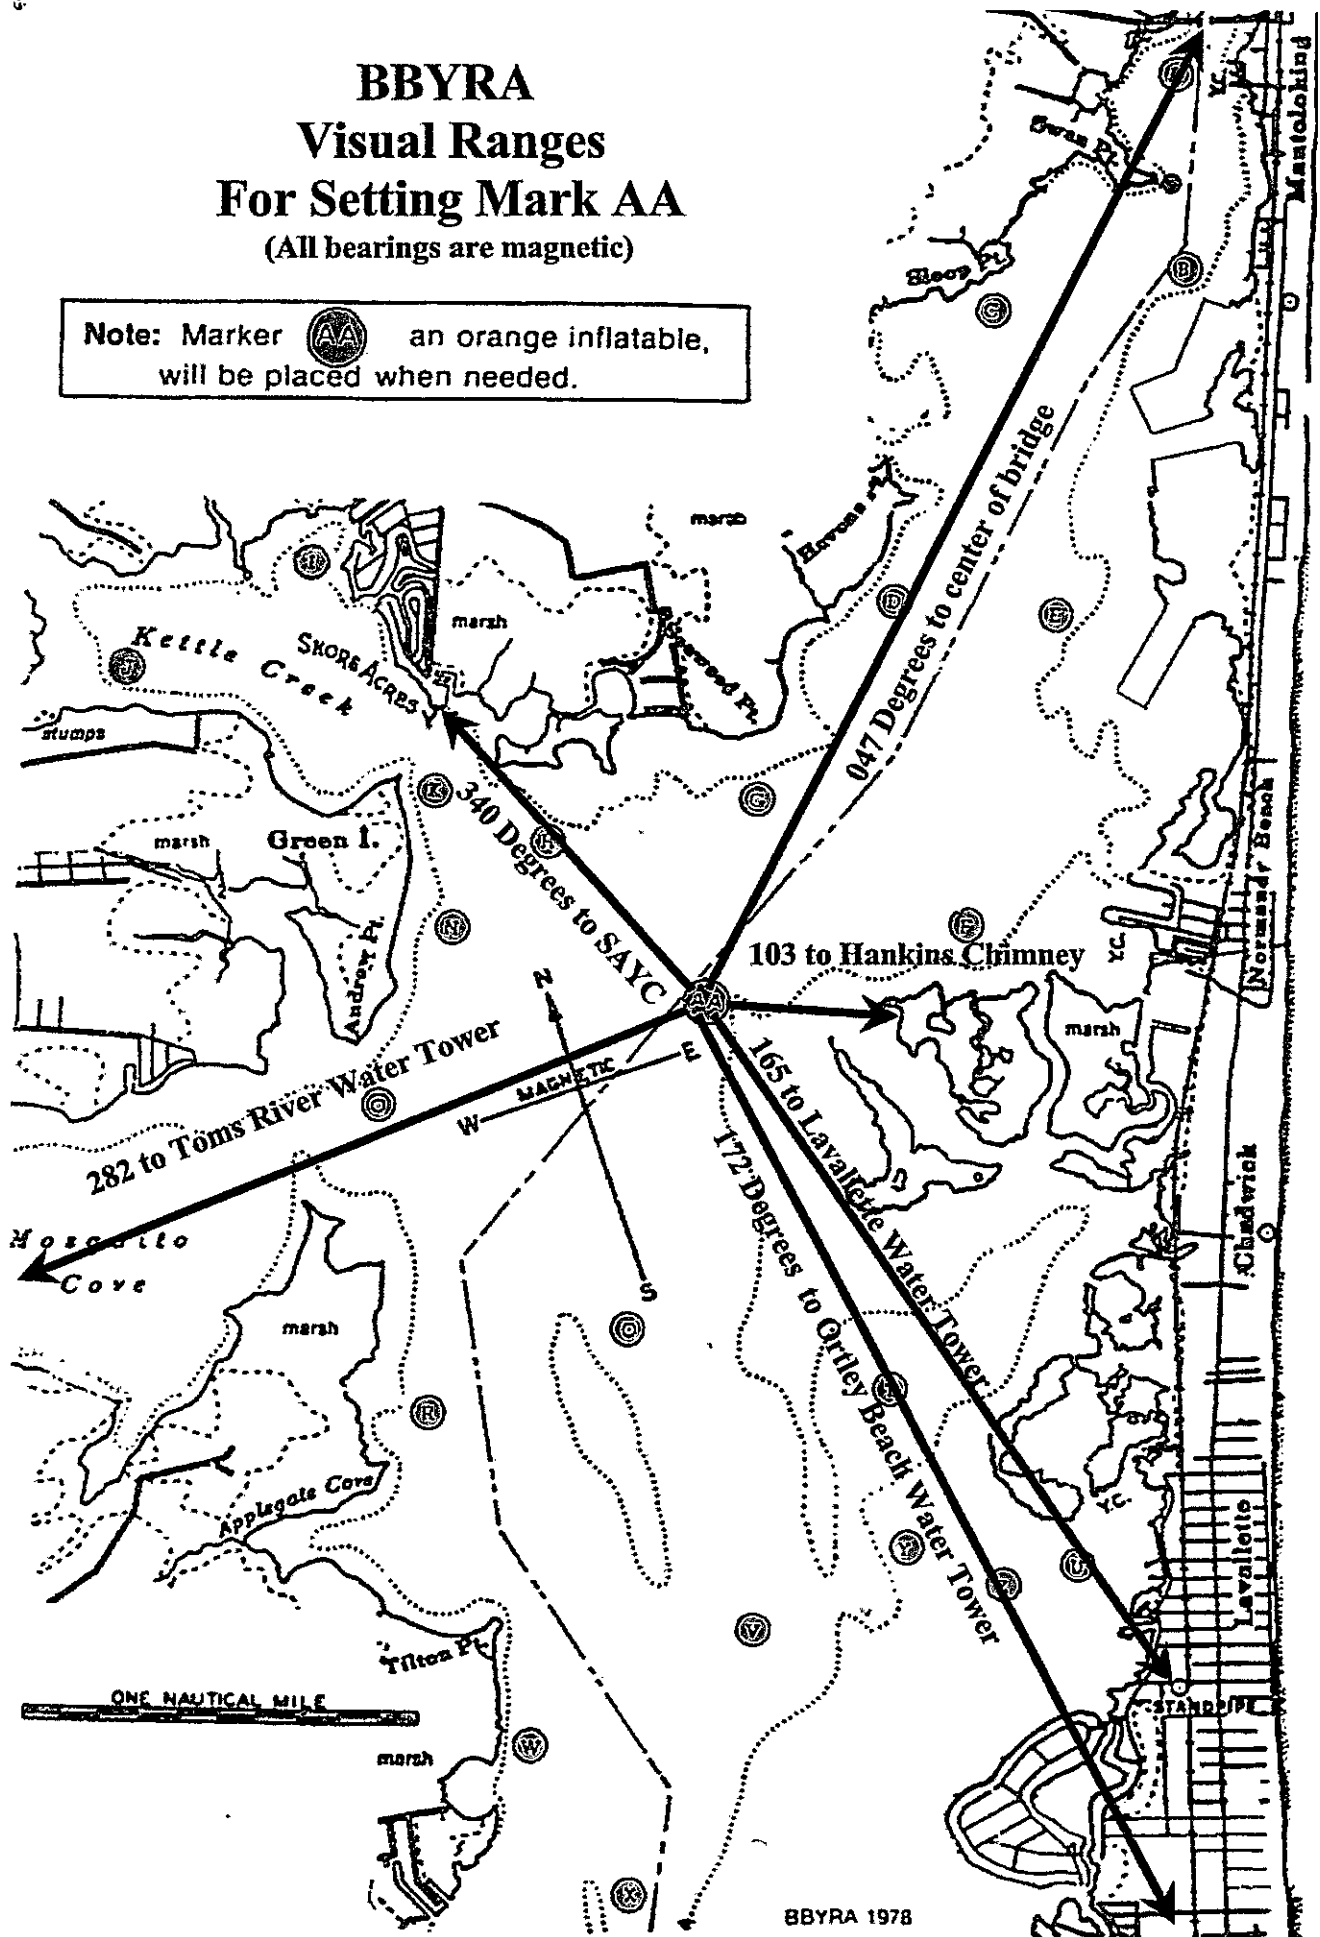 BBYRA
Visual Ranges
For Setting Mark AA
(All bearings are magnetic)
Note: Marker AA an orange inflatable,
will be placed when needed.
Mantoloking
Y.C.
Swan Pt.
B
Sloop Pt.
C
047 Degrees to center of bridge
marsh
Havens Pt.
I
D
E
marsh
Kettle
Creek
SHORE ACRES
J
stumps
K
340 Degrees to SAYC
H
G
marsh
Green I.
Andrew Pt.
N
F
Y.C.
Normandy Beach
103 to Hankins Chimney
AA
marsh
N
MAGNETIC
E
W
S
282 to Toms River Water Tower
165 to Lavallette Water Tower
172 Degrees to Ortley Beach Water Tower
Chadwick
Mosquito
Cove
marsh
R
Applegate Cove
Y.C.
Lavallette
U
V
Tilton Pt.
ONE NAUTICAL MILE
STANDPIPE
marsh
W
X
BBYRA 1978